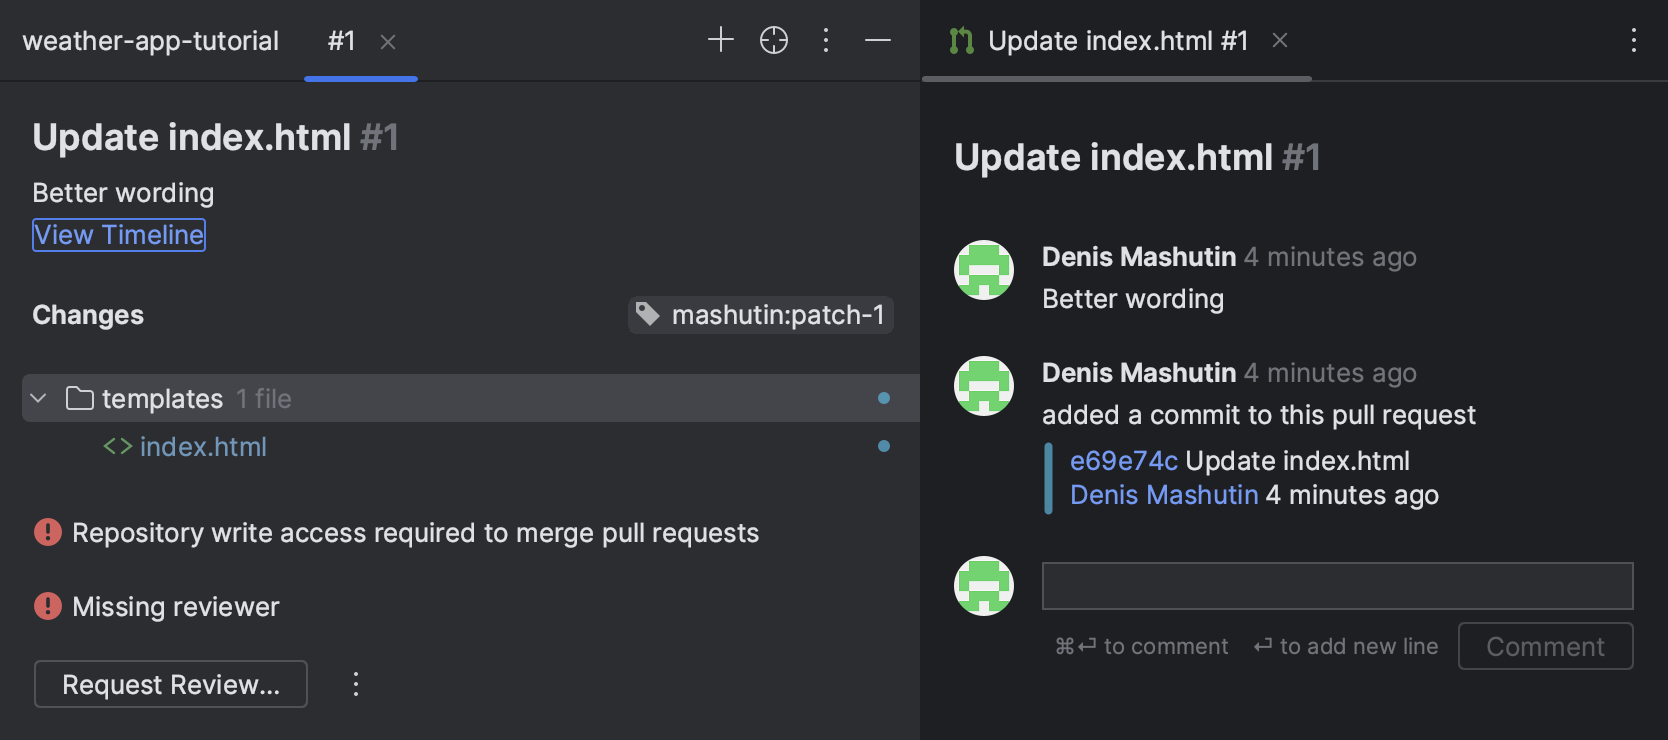 weather-app-tutorial #1
Update index.html #1
Better wording
View Timeline
Changes mashutin:patch-1
templates 1 file
<> index.html
Repository write access required to merge pull requests
Missing reviewer
Request Review...
Update index.html #1
Update index.html #1
Denis Mashutin 4 minutes ago
Better wording
Denis Mashutin 4 minutes ago
added a commit to this pull request
e69e74c Update index.html
Denis Mashutin 4 minutes ago
⌘⏎ to comment ⏎ to add new line Comment